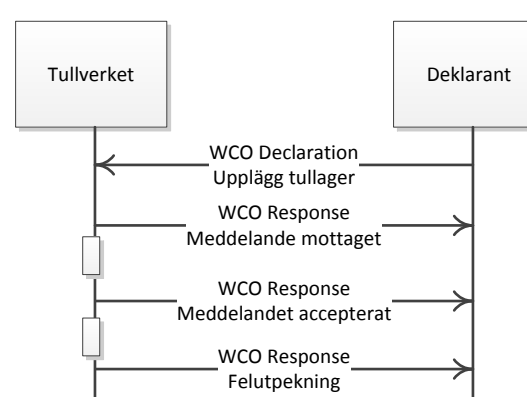 Tullverket
Deklarant
WCO Declaration
Upplägg tullager
WCO Response
Meddelande mottaget
WCO Response
Meddelandet accepterat
WCO Response
Felutpekning